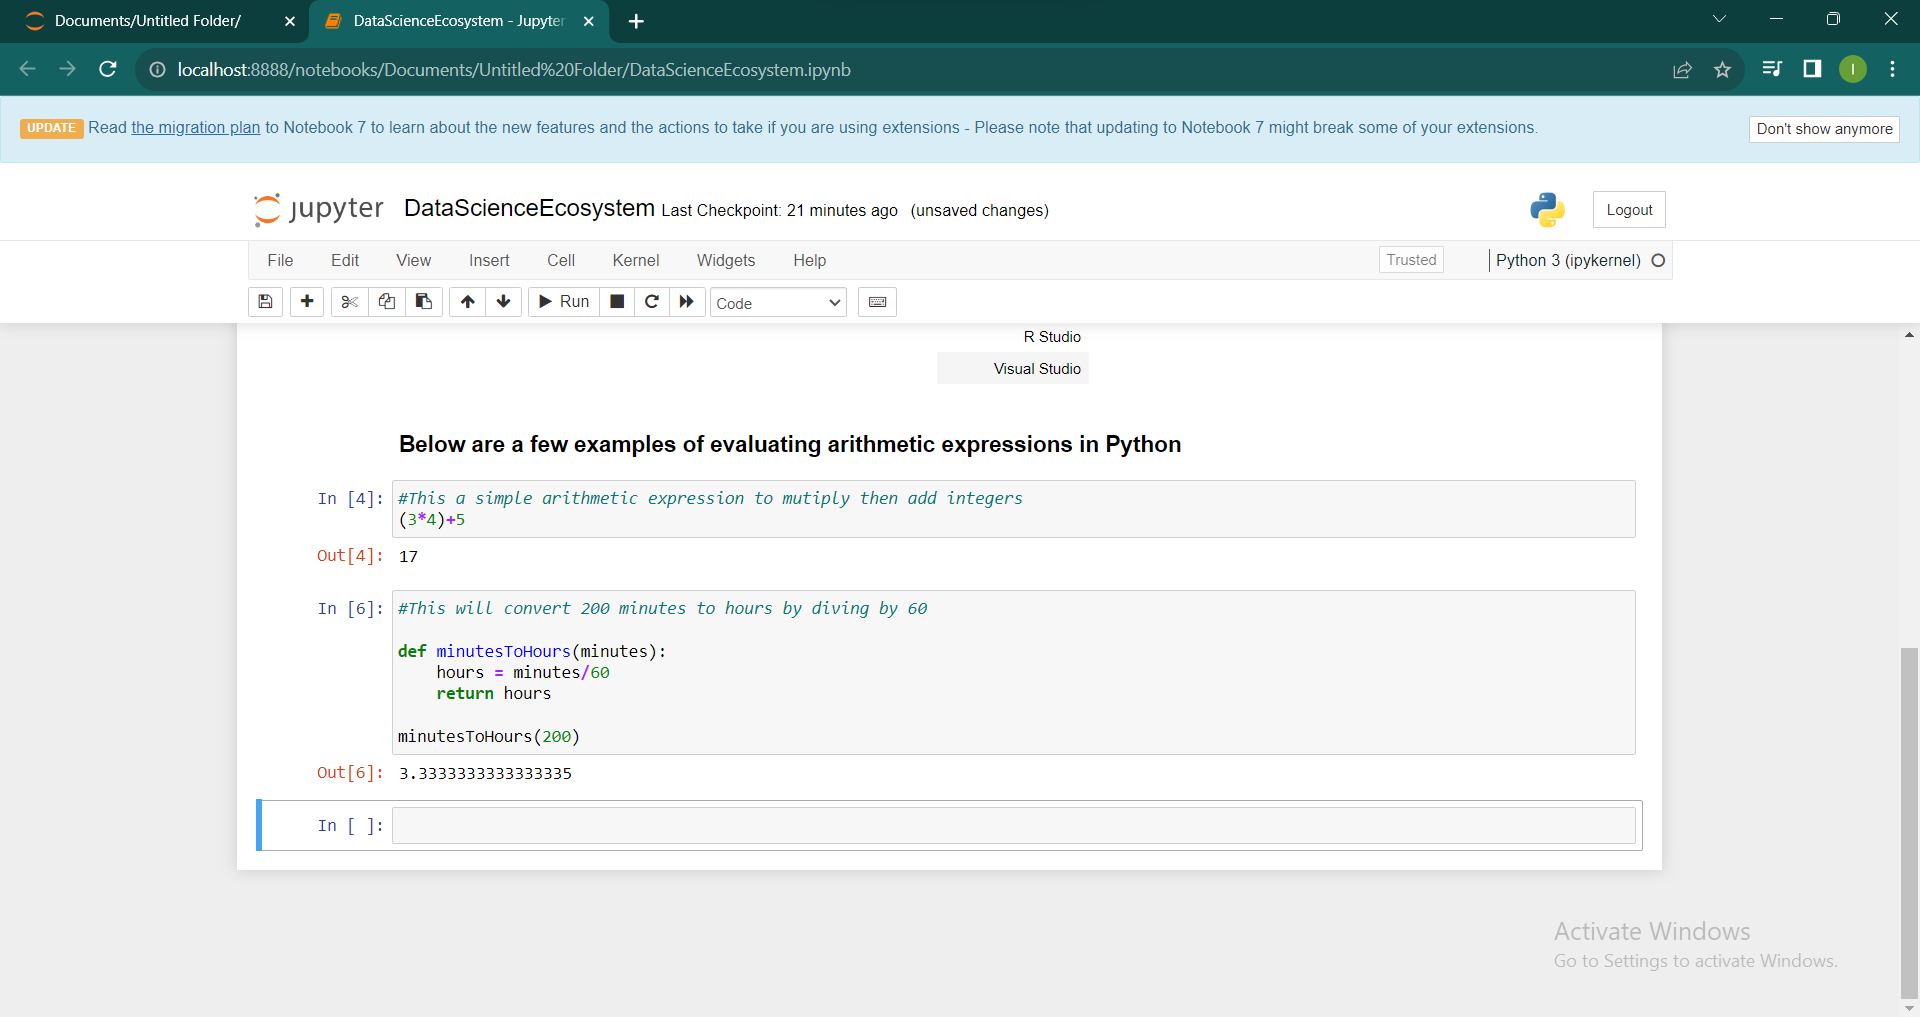 Documents/Untitled Folder/
DataScienceEcosystem - Jupyter
localhost:8888/notebooks/Documents/Untitled%20Folder/DataScienceEcosystem.ipynb
I
UPDATE Read the migration plan to Notebook 7 to learn about the new features and the actions to take if you are using extensions - Please note that updating to Notebook 7 might break some of your extensions.
Don't show anymore
jupyter DataScienceEcosystem Last Checkpoint: 21 minutes ago (unsaved changes)
Logout
File Edit View Insert Cell Kernel Widgets Help
Trusted
Python 3 (ipykernel)
Run
Code
R Studio
Visual Studio
Below are a few examples of evaluating arithmetic expressions in Python
In [4]: #This a simple arithmetic expression to mutiply then add integers
(3*4)+5
Out[4]: 17
In [6]: #This will convert 200 minutes to hours by diving by 60
def minutesToHours(minutes):
hours = minutes/60
return hours
minutesToHours(200)
Out[6]: 3.3333333333333335
In [ ]:
Activate Windows
Go to Settings to activate Windows.